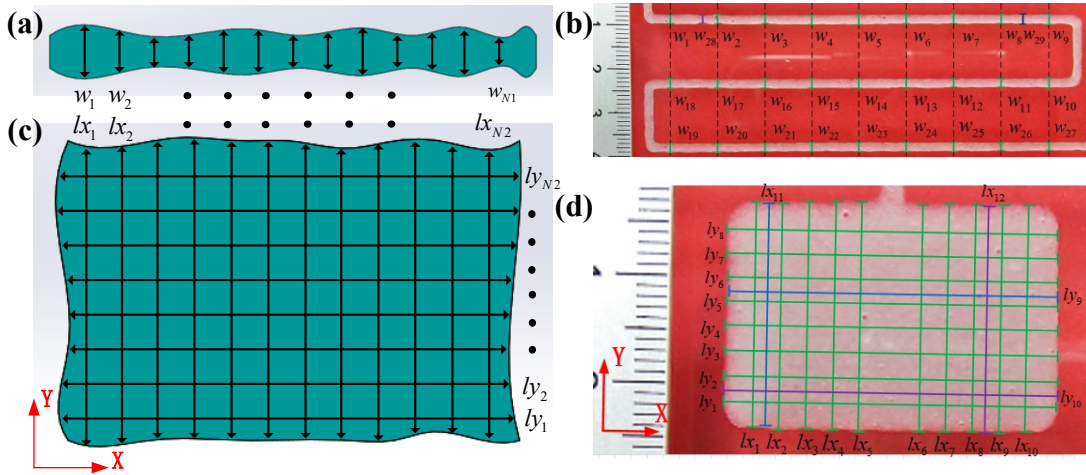 (a)
w1 w2 wN1
(c)
lx1 lx2 lxN2
lyN2
ly2
ly1
Y
X
(b)
1
2
3
w1 w28 w2 w3 w4 w5 w6 w7 w8 w29 w9
w18 w17 w16 w15 w14 w13 w12 w11 w10
w19 w20 w21 w22 w23 w24 w25 w26 w27
(d)
lx11 lx12
ly8
ly7
ly6
ly5
ly9
ly4
ly3
ly2
ly1
ly10
Y
X
lx1 lx2 lx3 lx4 lx5 lx6 lx7 lx8 lx9 lx10